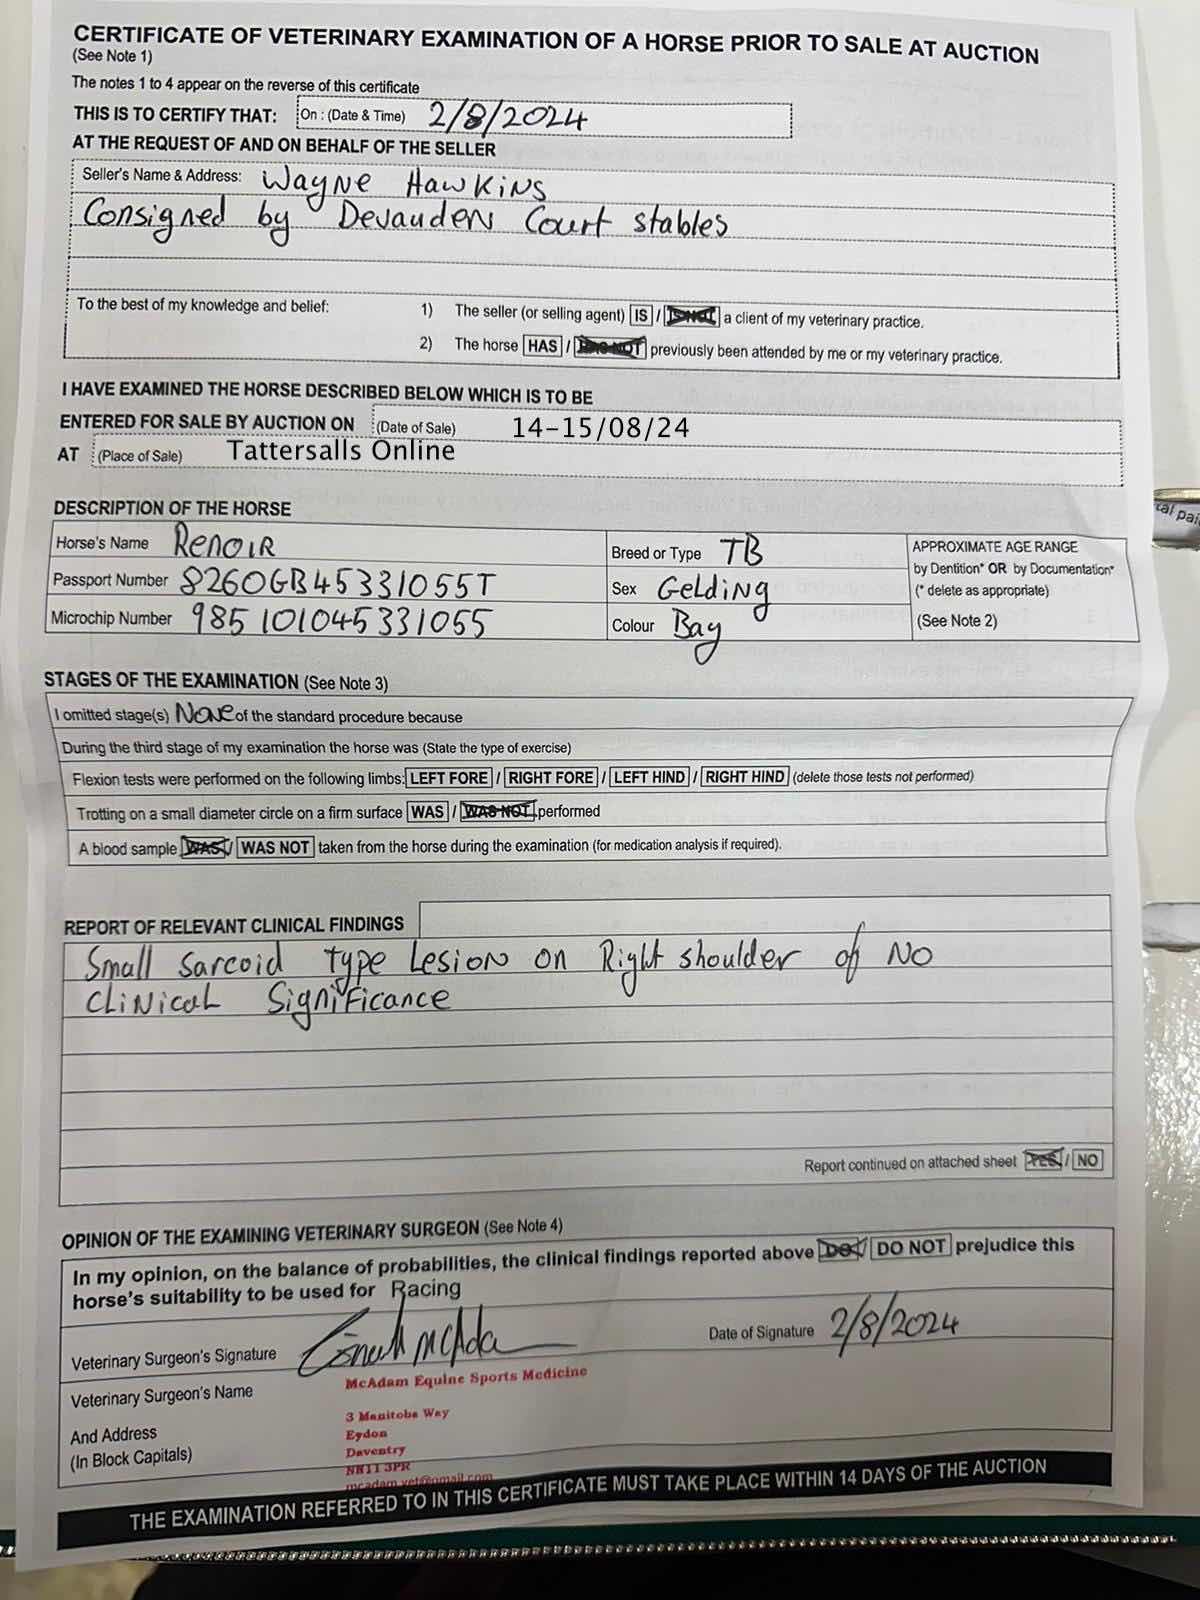 CERTIFICATE OF VETERINARY EXAMINATION OF A HORSE PRIOR TO SALE AT AUCTION
(See Note 1)
The notes 1 to 4 appear on the reverse of this certificate
THIS IS TO CERTIFY THAT: On : (Date & Time) 2/8/2024
AT THE REQUEST OF AND ON BEHALF OF THE SELLER
Seller's Name & Address: Wayne Hawkins
Consigned by Devauden Court stables
To the best of my knowledge and belief: 1) The seller (or selling agent) IS / IS NOT a client of my veterinary practice.
2) The horse HAS / HAS NOT previously been attended by me or my veterinary practice.
I HAVE EXAMINED THE HORSE DESCRIBED BELOW WHICH IS TO BE
ENTERED FOR SALE BY AUCTION ON (Date of Sale) 14-15/08/24
AT (Place of Sale) Tattersalls Online
tal pai
DESCRIPTION OF THE HORSE
Horse's Name Renoir Breed or Type TB APPROXIMATE AGE RANGE
by Dentition* OR by Documentation*
Passport Number 826OGB45331055T Sex Gelding (* delete as appropriate)
Microchip Number 985 101045331055 Colour Bay (See Note 2)
STAGES OF THE EXAMINATION (See Note 3)
I omitted stage(s) None of the standard procedure because
During the third stage of my examination the horse was (State the type of exercise)
Flexion tests were performed on the following limbs: LEFT FORE / RIGHT FORE / LEFT HIND / RIGHT HIND (delete those tests not performed)
Trotting on a small diameter circle on a firm surface WAS / WAS NOT performed
A blood sample WAS / WAS NOT taken from the horse during the examination (for medication analysis if required).
REPORT OF RELEVANT CLINICAL FINDINGS
Small sarcoid type lesion on Right shoulder of NO
clinical significance
Report continued on attached sheet YES / NO
OPINION OF THE EXAMINING VETERINARY SURGEON (See Note 4)
In my opinion, on the balance of probabilities, the clinical findings reported above DO / DO NOT prejudice this
horse's suitability to be used for Racing
Veterinary Surgeon's Signature McAda Date of Signature 2/8/2024
Veterinary Surgeon's Name McAdam Equine Sports Medicine
And Address
(In Block Capitals)
3 Manitoba Way
Eydon
Daventry
NN11 3PR
mcadam.vet@gmail.com
THE EXAMINATION REFERRED TO IN THIS CERTIFICATE MUST TAKE PLACE WITHIN 14 DAYS OF THE AUCTION